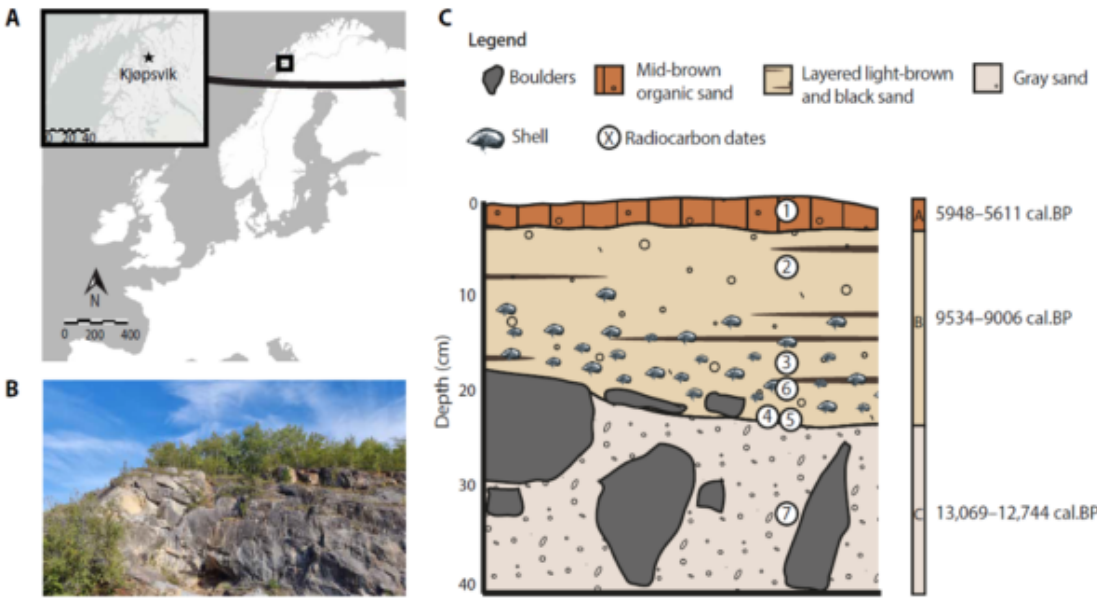 A
Kjøpsvik
0 20 40
N
0 200 400
B
C
Legend
Boulders
Mid-brown
organic sand
Layered light-brown
and black sand
Gray sand
Shell
X Radiocarbon dates
Depth (cm)
0
10
20
30
40
1
2
3
6
4
5
7
A 5948–5611 cal.BP
B 9534–9006 cal.BP
C 13,069–12,744 cal.BP